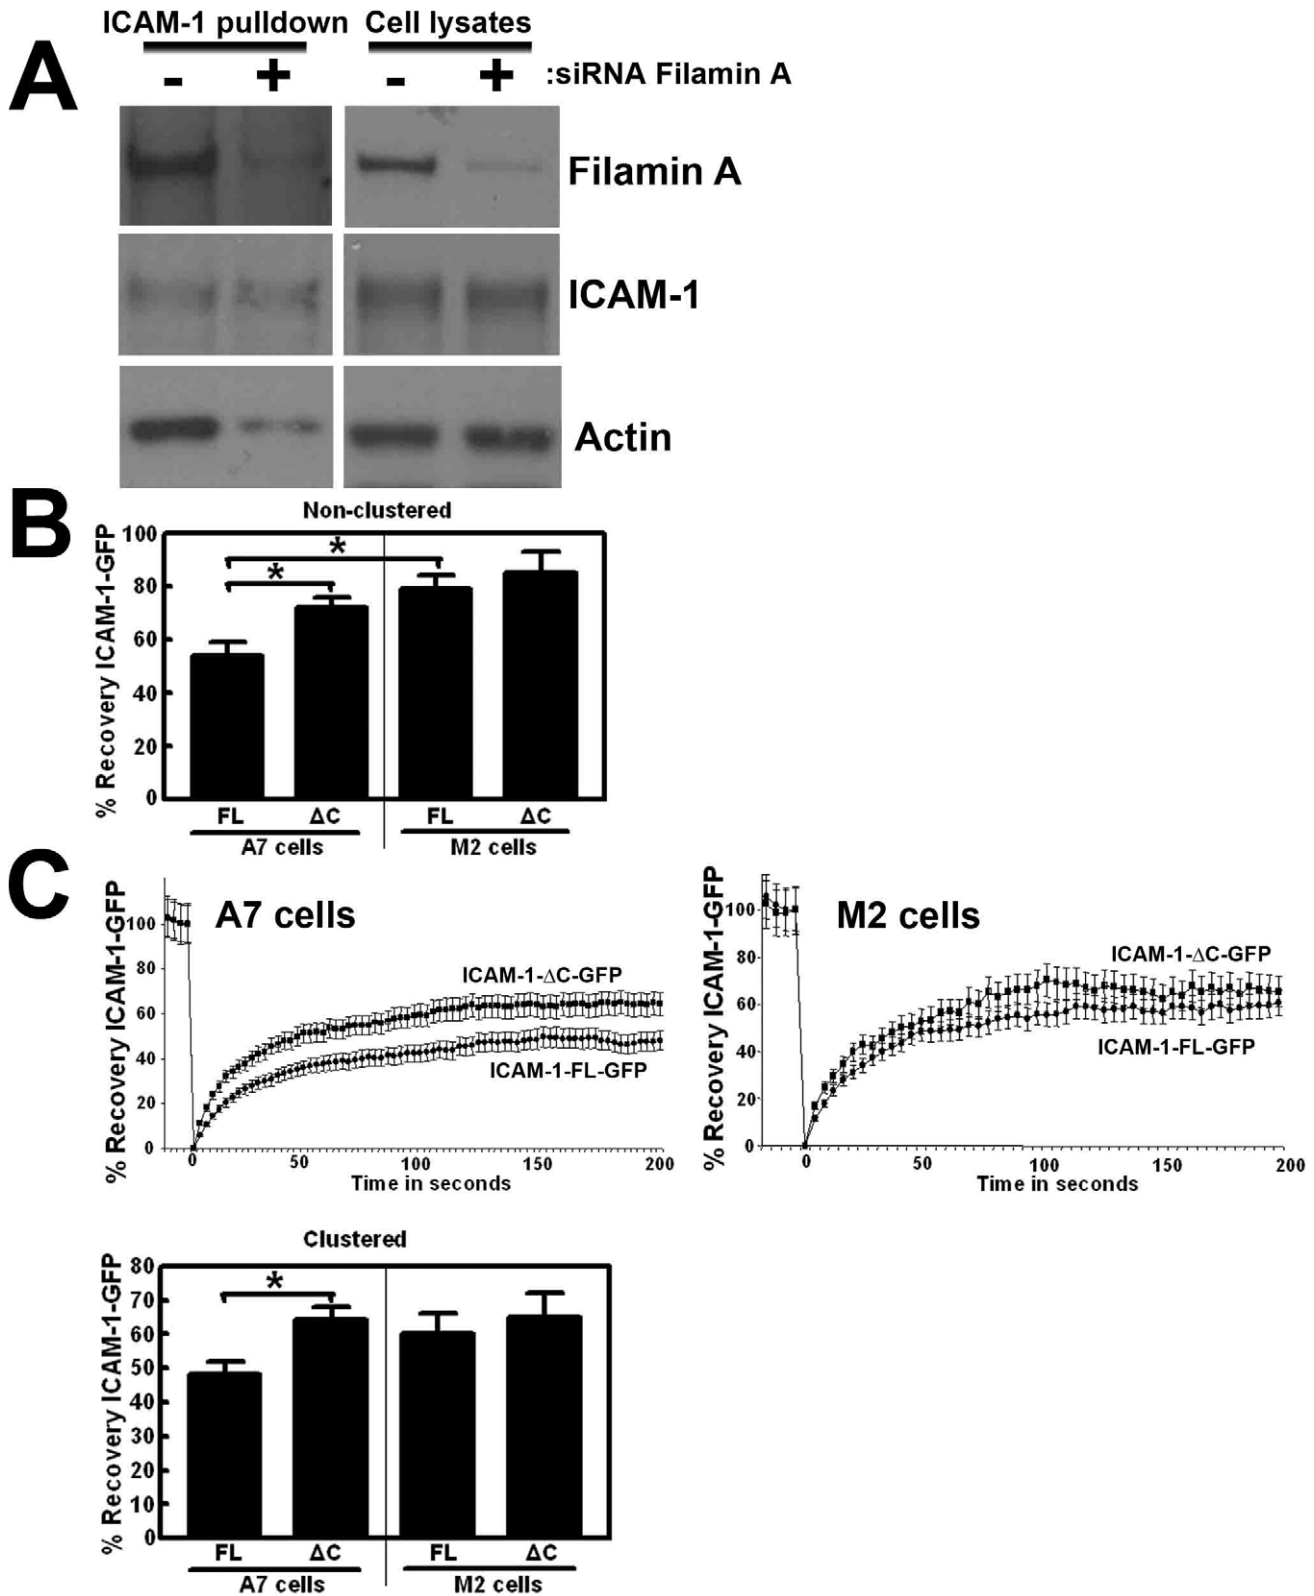 A
ICAM-1 pulldown Cell lysates
- + - + :siRNA Filamin A
Filamin A
ICAM-1
Actin
B
Non-clustered
% Recovery ICAM-1-GFP
100
80
60
40
20
0
*
*
FL ΔC FL ΔC
A7 cells M2 cells
C
A7 cells
% Recovery ICAM-1-GFP
100
80
60
40
20
0
ICAM-1-ΔC-GFP
ICAM-1-FL-GFP
0 50 100 150 200
Time in seconds
M2 cells
% Recovery ICAM-1-GFP
100
80
60
40
20
0
ICAM-1-ΔC-GFP
ICAM-1-FL-GFP
0 50 100 150 200
Time in seconds
Clustered
% Recovery ICAM-1-GFP
80
70
60
50
40
30
20
10
0
*
FL ΔC FL ΔC
A7 cells M2 cells